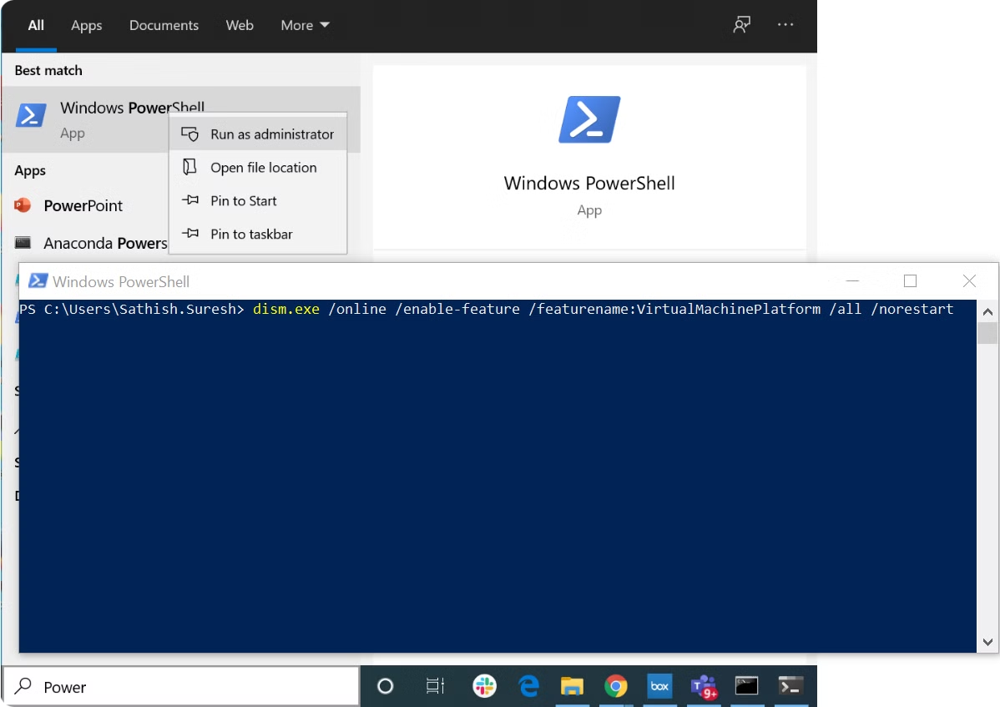 All Apps Documents Web More
Best match
Windows PowerShell
App
Run as administrator
Open file location
Pin to Start
Pin to taskbar
Apps
PowerPoint
Anaconda Powers
Windows PowerShell
App
Windows PowerShell
PS C:\Users\Sathish.Suresh> dism.exe /online /enable-feature /featurename:VirtualMachinePlatform /all /norestart
Power
box
T 9+